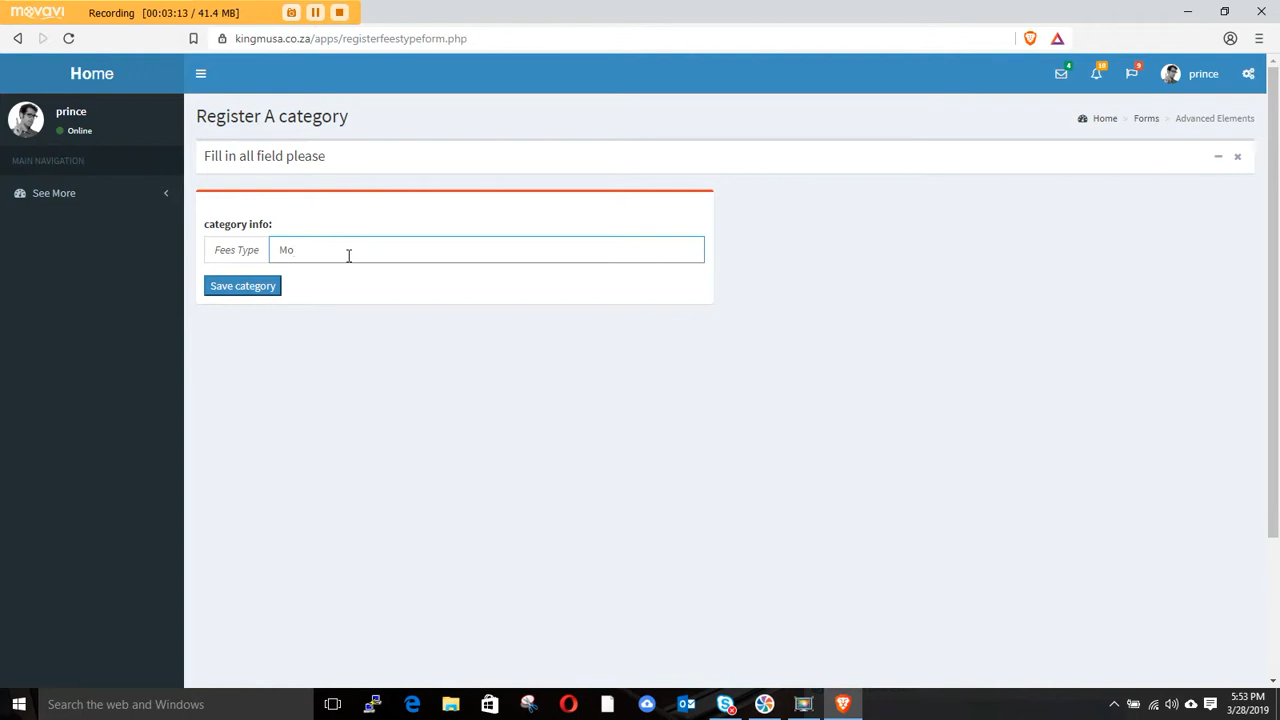 movavi Recording [00:03:13 / 41.4 MB]
kingmusa.co.za/apps/registerfeestypeform.php
Home
4
10
9
prince
prince
Online
Register A category
Home > Forms > Advanced Elements
MAIN NAVIGATION
Fill in all field please
See More
category info:
Fees Type
Mo
Save category
Search the web and Windows
5:53 PM
3/28/2019